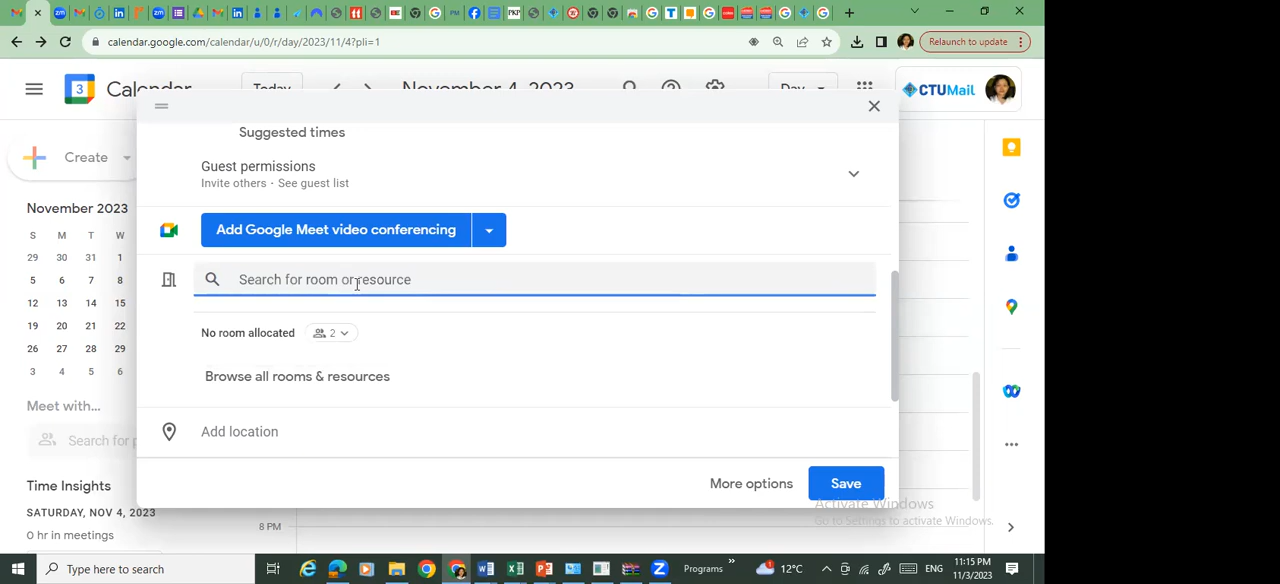 calendar.google.com/calendar/u/0/r/day/2023/11/4?pli=1
Relaunch to update
3
Calendar
Today
November 4, 2023
Day
CTUMail
Create
Suggested times
Guest permissions
Invite others · See guest list
Add Google Meet video conferencing
Search for room or resource
No room allocated
2
Browse all rooms & resources
Add location
More options
Save
November 2023
S M T W
29 30 31 1
5 6 7 8
12 13 14 15
19 20 21 22
26 27 28 29
3 4 5 6
Meet with...
Search for p
Time Insights
SATURDAY, NOV 4, 2023
0 hr in meetings
8 PM
Activate Windows
Go to Settings to activate Windows.
Type here to search
Programs
12°C
ENG
11:15 PM
11/3/2023